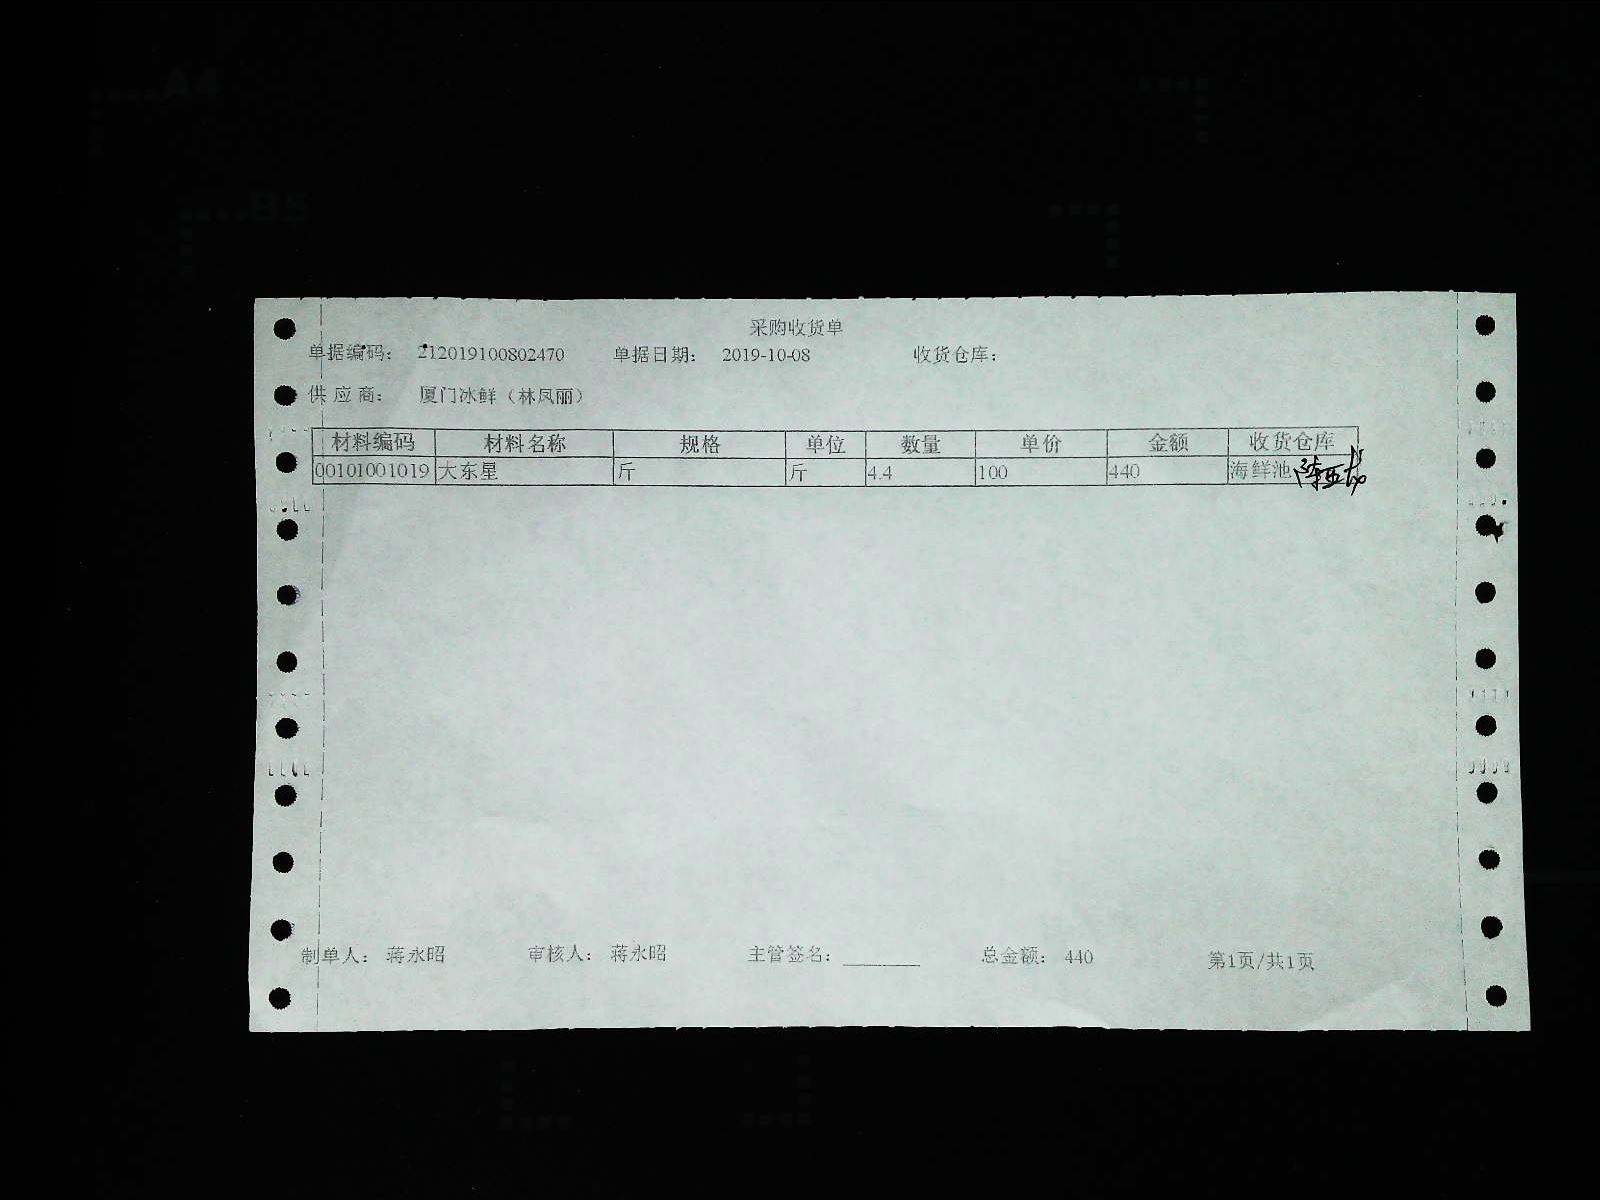 采购收货单
单据编码： 212019100802470 单据日期： 2019-10-08 收货仓库：
供 应 商： 厦门冰鲜（林凤丽）
材料编码 材料名称 规格 单位 数量 单价 金额 收货仓库
00101001019 大东星 斤 斤 4.4 100 440 海鲜池
制单人： 蒋永昭 审核人： 蒋永昭 主管签名： 总金额： 440 第1页/共1页